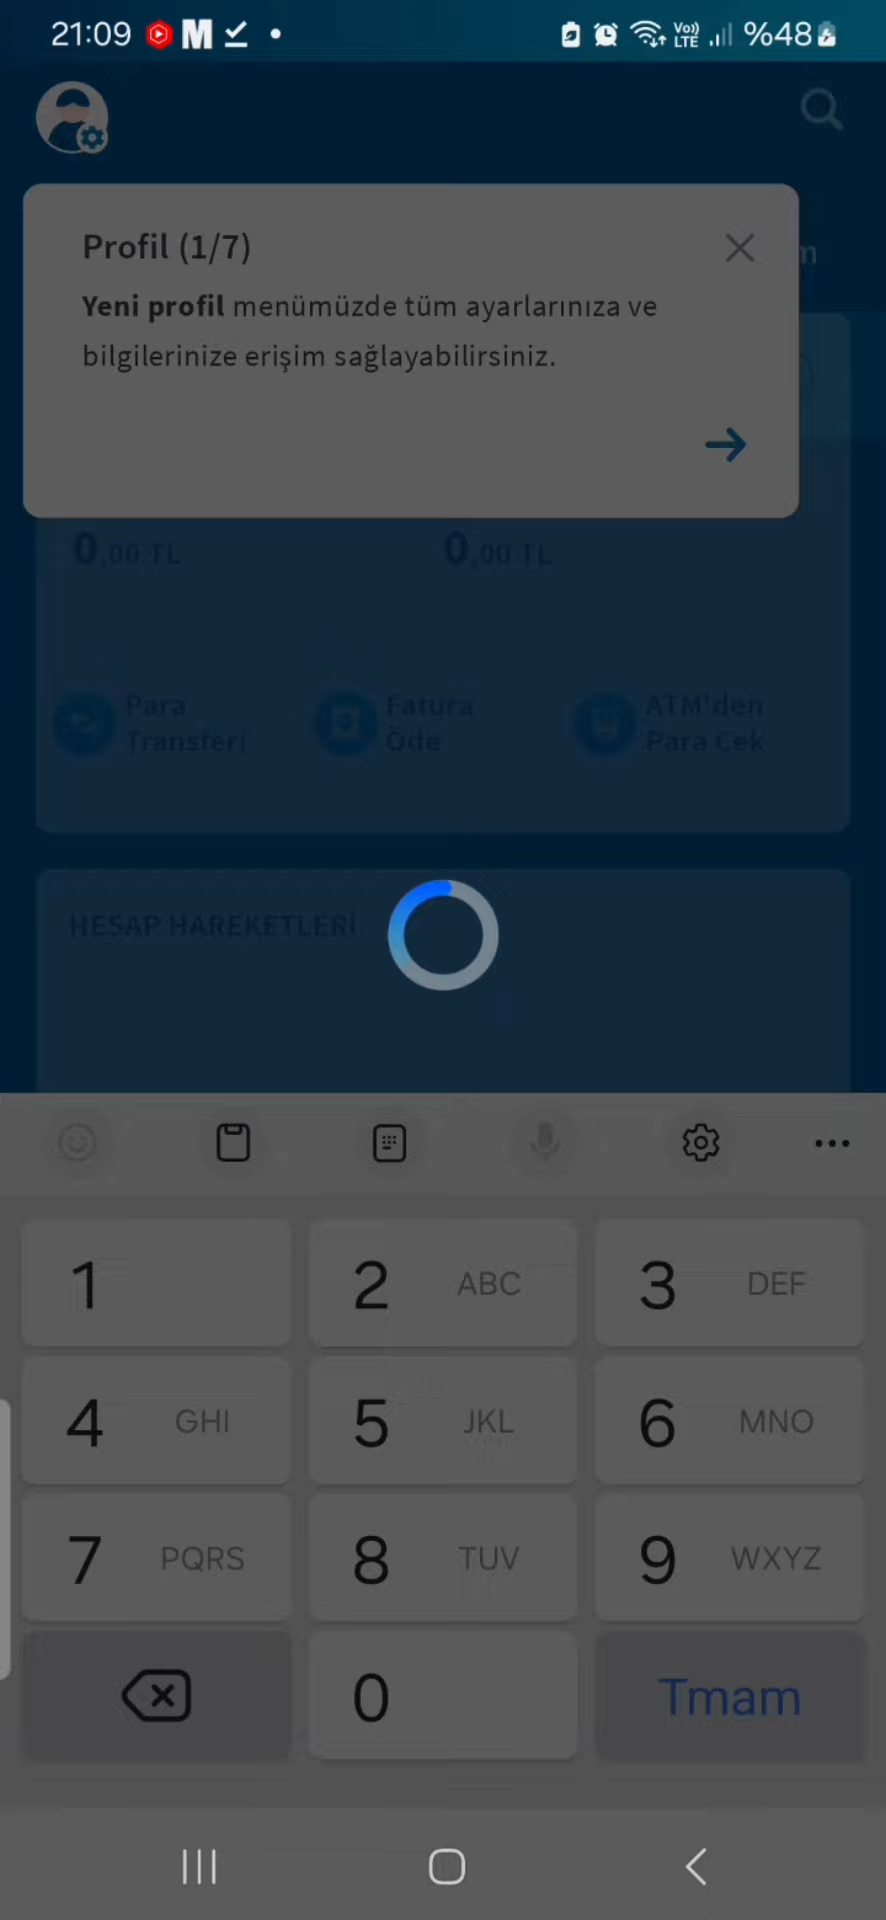 21:09
Vo))
LTE
%48
Profil (1/7)
Yeni profil menümüzde tüm ayarlarınıza ve
bilgilerinize erişim sağlayabilirsiniz.
0,00 TL
0,00 TL
Para
Transferi
Fatura
Öde
ATM'den
Para Çek
HESAP HAREKETLERİ
1
2 ABC
3 DEF
4 GHI
5 JKL
6 MNO
7 PQRS
8 TUV
9 WXYZ
0
Tmam